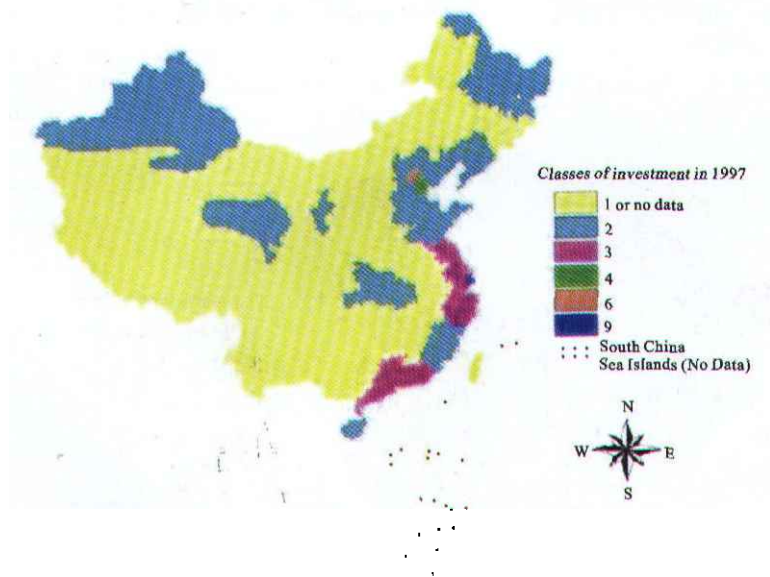 Classes of investment in 1997
1 or no data
2
3
4
6
9
South China
Sea Islands (No Data)
N
W
E
S